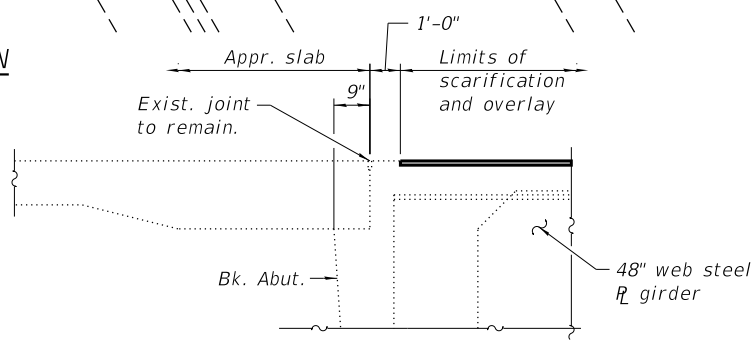 1'-0"
N
Appr. slab
Limits of
scarification
and overlay
9"
Exist. joint
to remain.
Bk. Abut.
48" web steel
PL girder